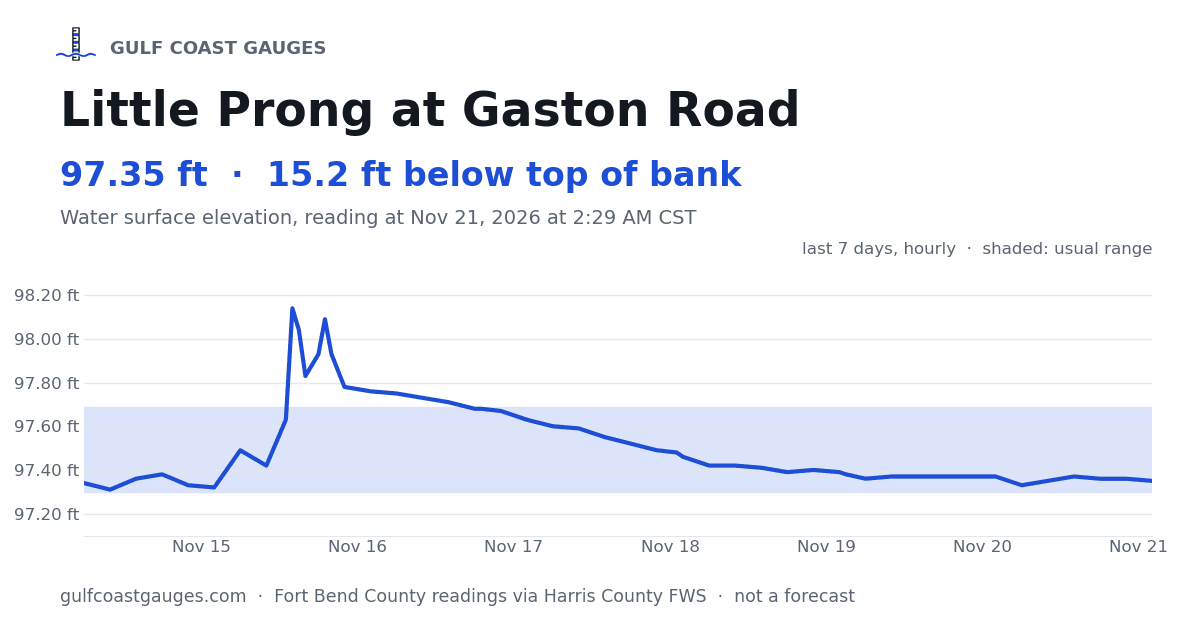 GULF COAST GAUGES
Little Prong at Gaston Road
97.35 ft · 15.2 ft below top of bank
Water surface elevation, reading at Nov 21, 2026 at 2:29 AM CST
last 7 days, hourly · shaded: usual range
98.20 ft
98.00 ft
97.80 ft
97.60 ft
97.40 ft
97.20 ft
Nov 15 Nov 16 Nov 17 Nov 18 Nov 19 Nov 20 Nov 21
gulfcoastgauges.com · Fort Bend County readings via Harris County FWS · not a forecast